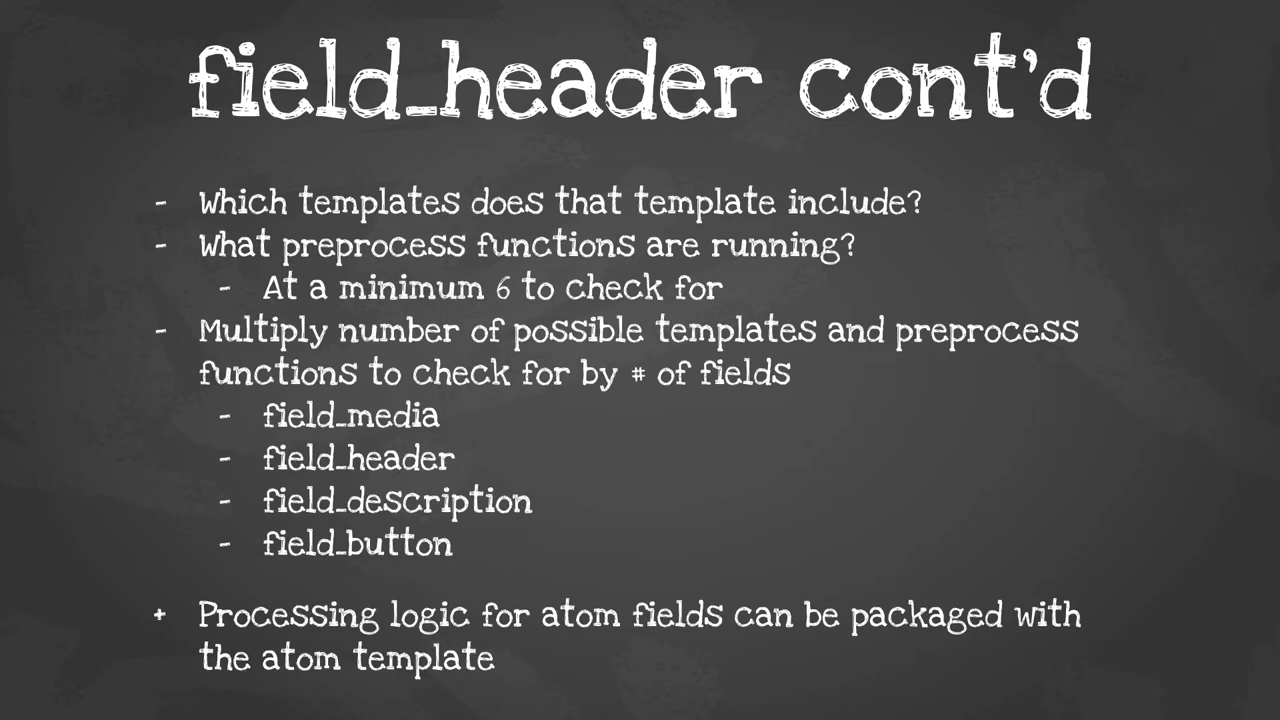 field_header cont'd
- Which templates does that template include?
- What preprocess functions are running?
- At a minimum 6 to check for
- Multiply number of possible templates and preprocess
functions to check for by # of fields
- field_media
- field_header
- field_description
- field_button
+ Processing logic for atom fields can be packaged with
the atom template